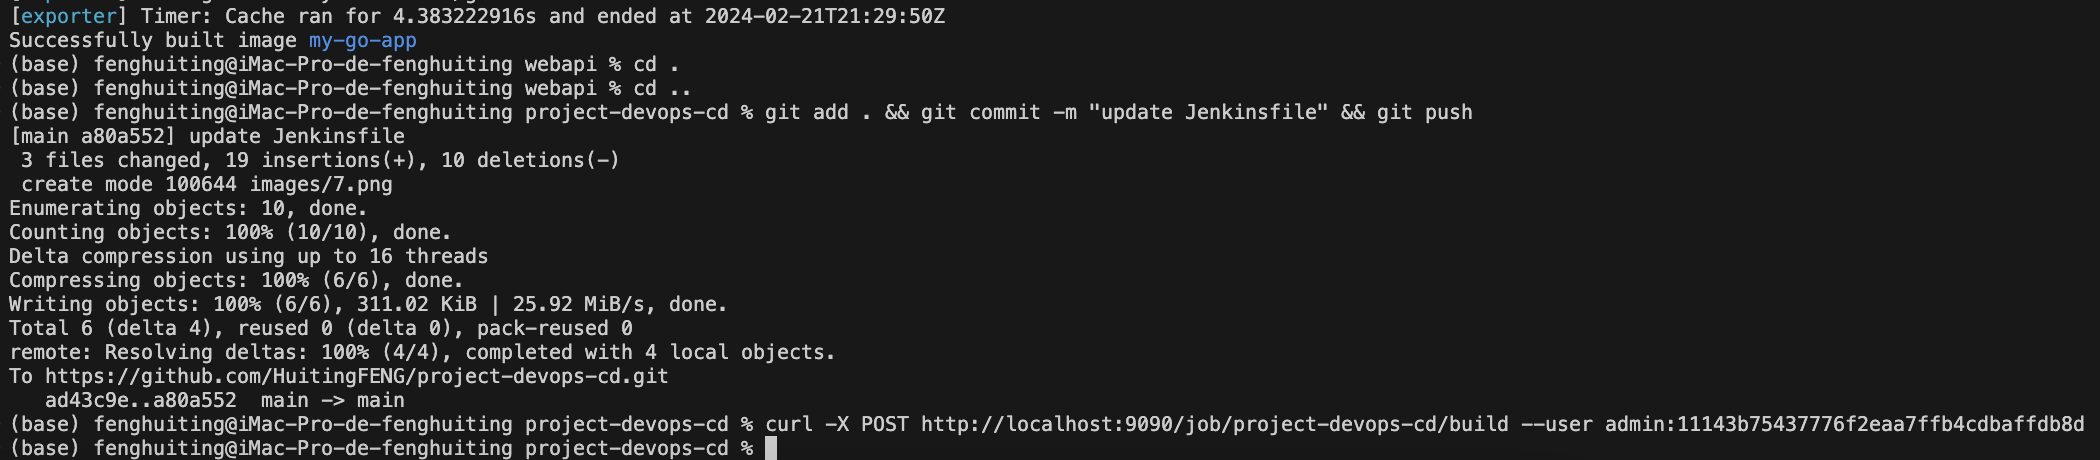 [exporter] Timer: Cache ran for 4.383222916s and ended at 2024-02-21T21:29:50Z
Successfully built image my-go-app
(base) fenghuiting@iMac-Pro-de-fenghuiting webapi % cd .
(base) fenghuiting@iMac-Pro-de-fenghuiting webapi % cd ..
(base) fenghuiting@iMac-Pro-de-fenghuiting project-devops-cd % git add . && git commit -m "update Jenkinsfile" && git push
[main a80a552] update Jenkinsfile
 3 files changed, 19 insertions(+), 10 deletions(-)
 create mode 100644 images/7.png
Enumerating objects: 10, done.
Counting objects: 100% (10/10), done.
Delta compression using up to 16 threads
Compressing objects: 100% (6/6), done.
Writing objects: 100% (6/6), 311.02 KiB | 25.92 MiB/s, done.
Total 6 (delta 4), reused 0 (delta 0), pack-reused 0
remote: Resolving deltas: 100% (4/4), completed with 4 local objects.
To https://github.com/HuitingFENG/project-devops-cd.git
   ad43c9e..a80a552  main -> main
(base) fenghuiting@iMac-Pro-de-fenghuiting project-devops-cd % curl -X POST http://localhost:9090/job/project-devops-cd/build --user admin:11143b75437776f2eaa7ffb4cdbaffdb8d
(base) fenghuiting@iMac-Pro-de-fenghuiting project-devops-cd %